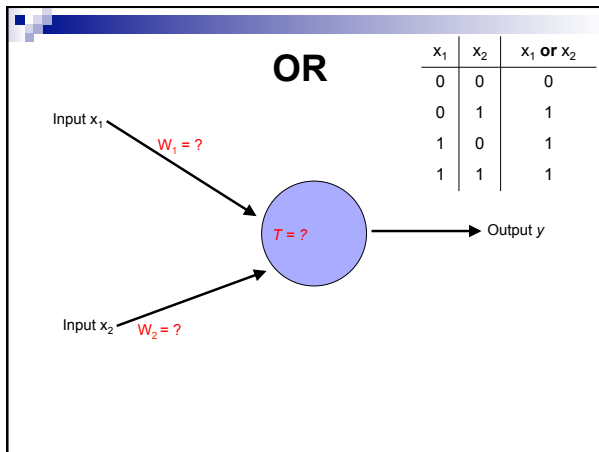 OR
x₁ x₂ x₁ or x₂
0 0 0
0 1 1
1 0 1
1 1 1
Input x₁
W₁ = ?
T = ?
Output y
Input x₂
W₂ = ?